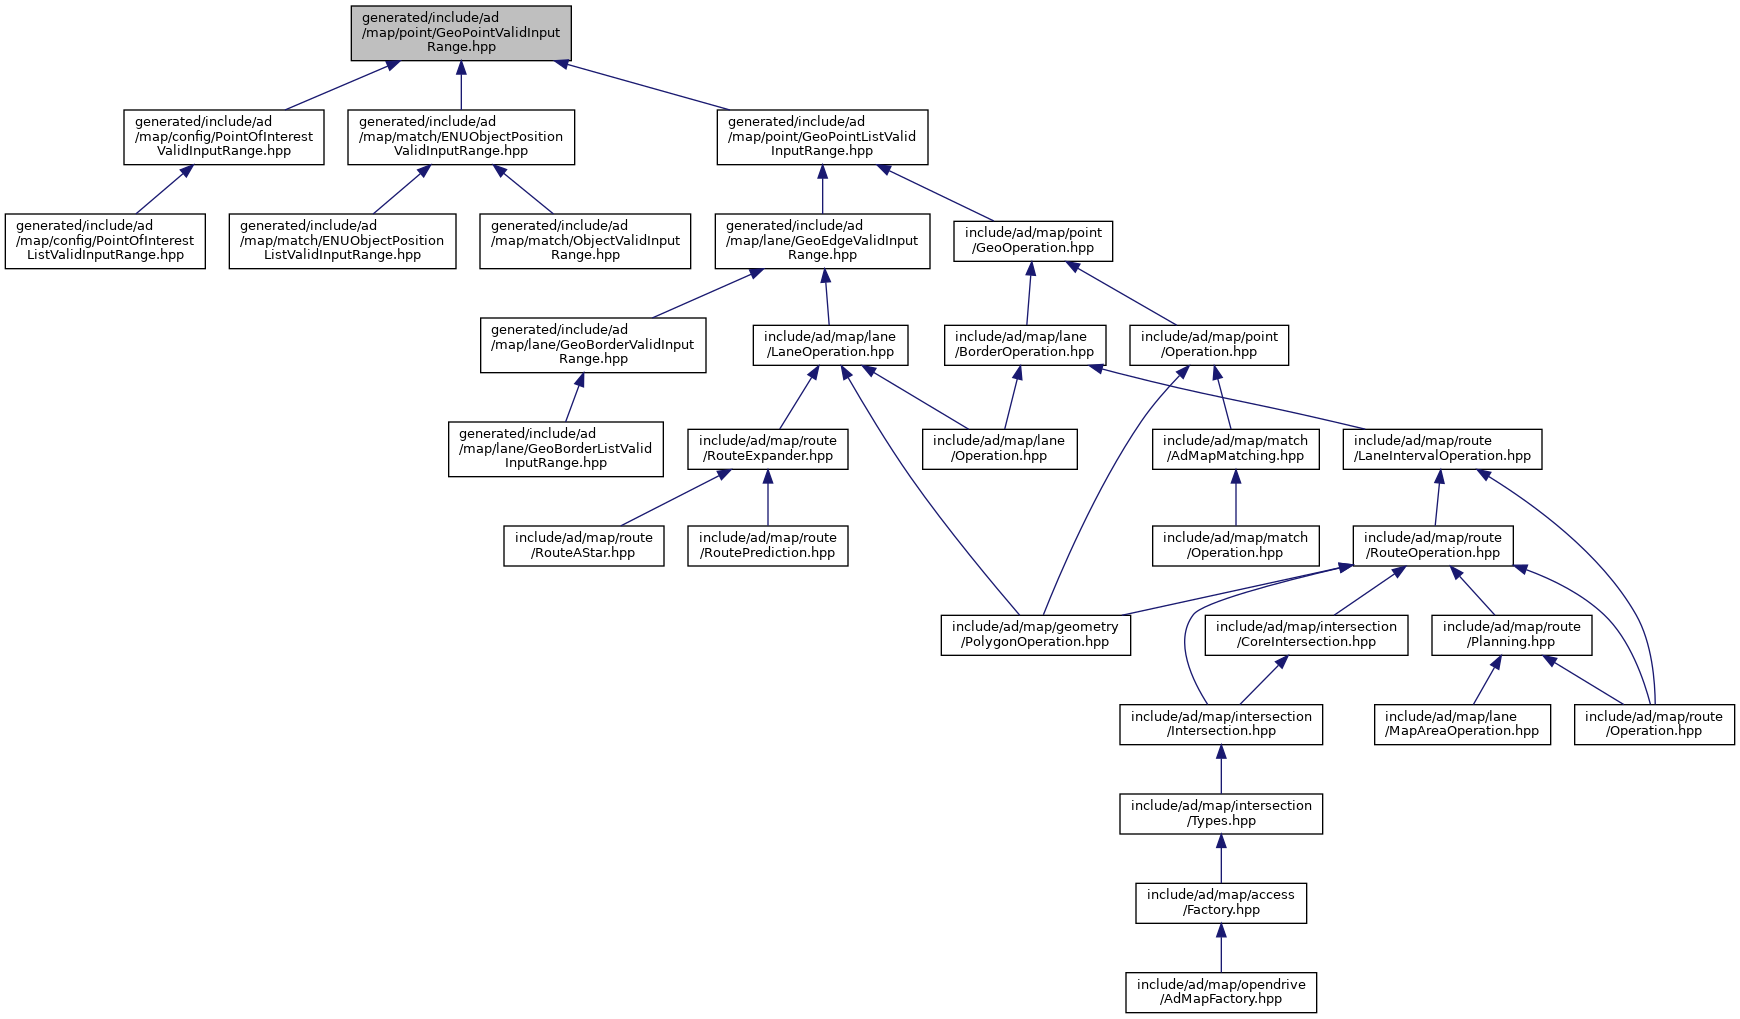 generated/include/ad
/map/point/GeoPointValidInput
Range.hpp
generated/include/ad
/map/config/PointOfInterest
ValidInputRange.hpp
generated/include/ad
/map/match/ENUObjectPosition
ValidInputRange.hpp
generated/include/ad
/map/point/GeoPointListValid
InputRange.hpp
generated/include/ad
/map/config/PointOfInterest
ListValidInputRange.hpp
generated/include/ad
/map/match/ENUObjectPosition
ListValidInputRange.hpp
generated/include/ad
/map/match/ObjectValidInput
Range.hpp
generated/include/ad
/map/lane/GeoEdgeValidInput
Range.hpp
include/ad/map/point
/GeoOperation.hpp
generated/include/ad
/map/lane/GeoBorderValidInput
Range.hpp
include/ad/map/lane
/LaneOperation.hpp
include/ad/map/lane
/BorderOperation.hpp
include/ad/map/point
/Operation.hpp
generated/include/ad
/map/lane/GeoBorderListValid
InputRange.hpp
include/ad/map/route
/RouteExpander.hpp
include/ad/map/lane
/Operation.hpp
include/ad/map/match
/AdMapMatching.hpp
include/ad/map/route
/LaneIntervalOperation.hpp
include/ad/map/route
/RouteAStar.hpp
include/ad/map/route
/RoutePrediction.hpp
include/ad/map/match
/Operation.hpp
include/ad/map/route
/RouteOperation.hpp
include/ad/map/geometry
/PolygonOperation.hpp
include/ad/map/intersection
/CoreIntersection.hpp
include/ad/map/route
/Planning.hpp
include/ad/map/intersection
/Intersection.hpp
include/ad/map/lane
/MapAreaOperation.hpp
include/ad/map/route
/Operation.hpp
include/ad/map/intersection
/Types.hpp
include/ad/map/access
/Factory.hpp
include/ad/map/opendrive
/AdMapFactory.hpp